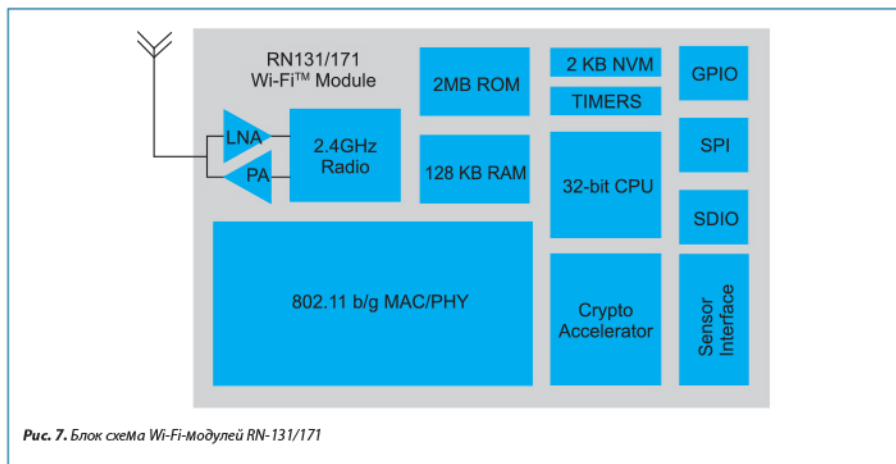 RN131/171
Wi-Fi™ Module
LNA
PA
2.4GHz
Radio
2MB ROM
128 KB RAM
2 KB NVM
TIMERS
32-bit CPU
GPIO
SPI
SDIO
802.11 b/g MAC/PHY
Crypto
Accelerator
Sensor
Interface
Рис. 7. Блок схема Wi-Fi-модулей RN-131/171